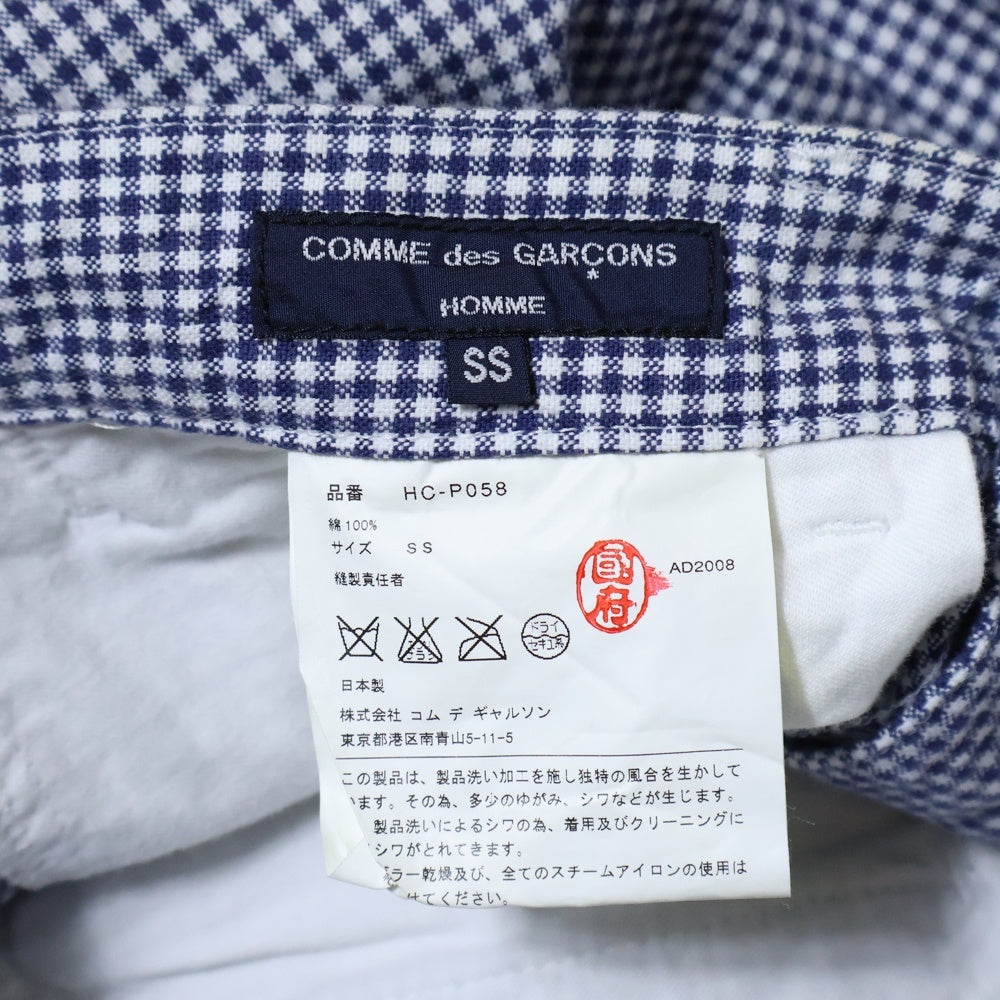 COMME des GARÇONS
*
HOMME
SS
品番 HC-P058
綿100%
サイズ SS
縫製責任者
國府
AD2008
ドライ
セキユ系
日本製
株式会社 コム デ ギャルソン
東京都港区南青山5-11-5
この製品は、製品洗い加工を施し独特の風合を生かして
ます。その為、多少のゆがみ、シワなどが生じます。
製品洗いによるシワの為、着用及びクリーニングに
シワがとれてきます。
ラー乾燥及び、全てのスチームアイロンの使用は
けてください。